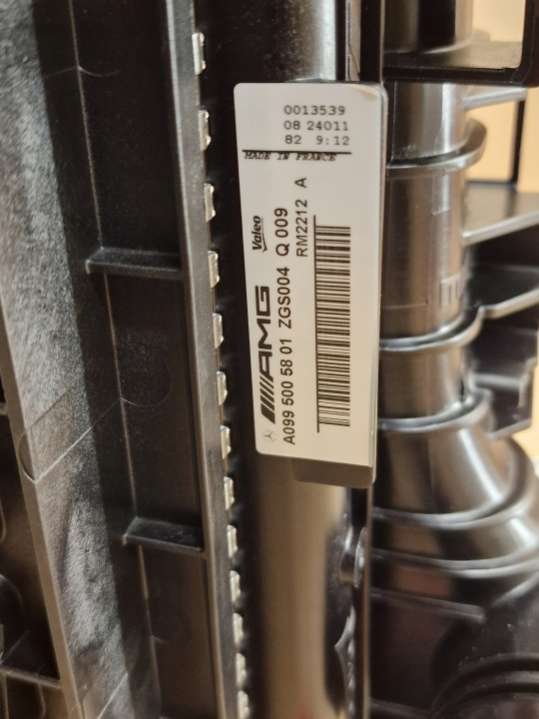 0013539
08 24011
82 9:12
MADE IN FRANCE
Valeo Q 009 RM2212 A
AMG
A099 500 58 01 ZGS004